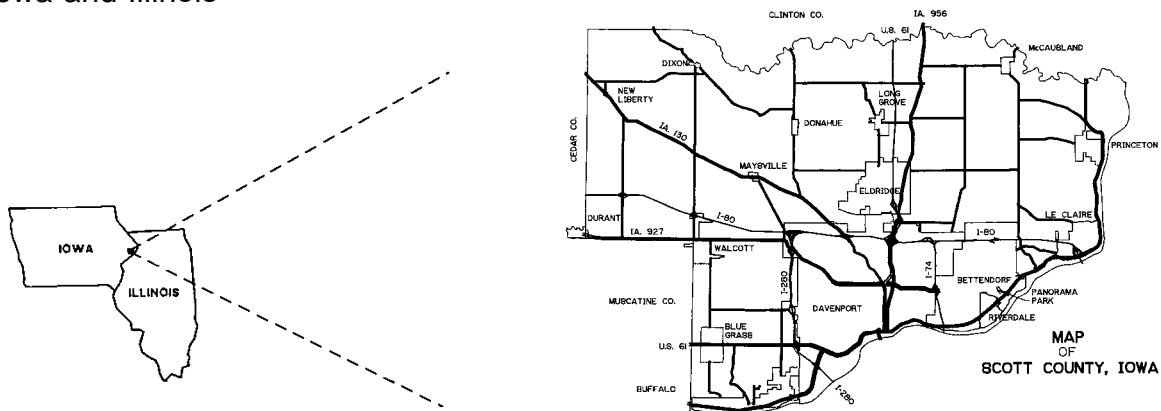 Iowa and Illinois
CLINTON CO.
IA. 956
U.S. 61
McCAUSLAND
DIXON
NEW
LIBERTY
LONG
GROVE
DONAHUE
IA. 130
CEDAR CO.
PRINCETON
MAYSVILLE
ELDRIDGE
DURANT
I-80
LE CLAIRE
IA. 927
I-80
WALCOTT
IOWA
I-280
I-74
BETTENDORF
ILLINOIS
MUSCATINE CO.
DAVENPORT
PANORAMA
PARK
RIVERDALE
BLUE
GRASS
U.S. 61
MAP
OF
SCOTT COUNTY, IOWA
BUFFALO
I-280